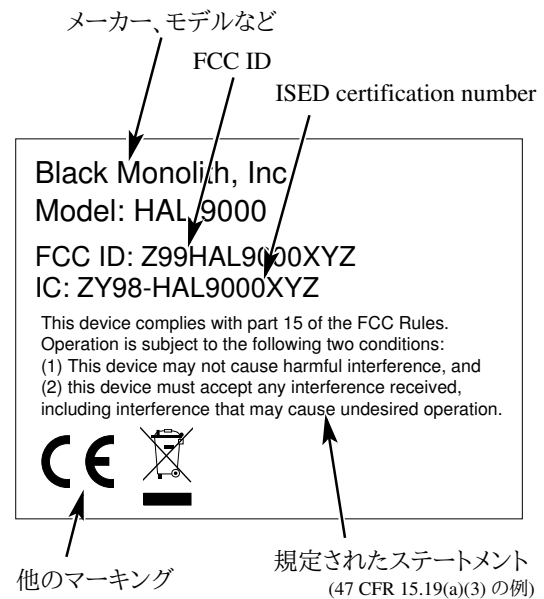 メーカー、モデルなど
FCC ID
ISED certification number
Black Monolith, Inc
Model: HAL 9000
FCC ID: Z99HAL9000XYZ
IC: ZY98-HAL9000XYZ
This device complies with part 15 of the FCC Rules.
Operation is subject to the following two conditions:
(1) This device may not cause harmful interference, and
(2) this device must accept any interference received,
including interference that may cause undesired operation.
CE
他のマーキング
規定されたステートメント
(47 CFR 15.19(a)(3) の例)